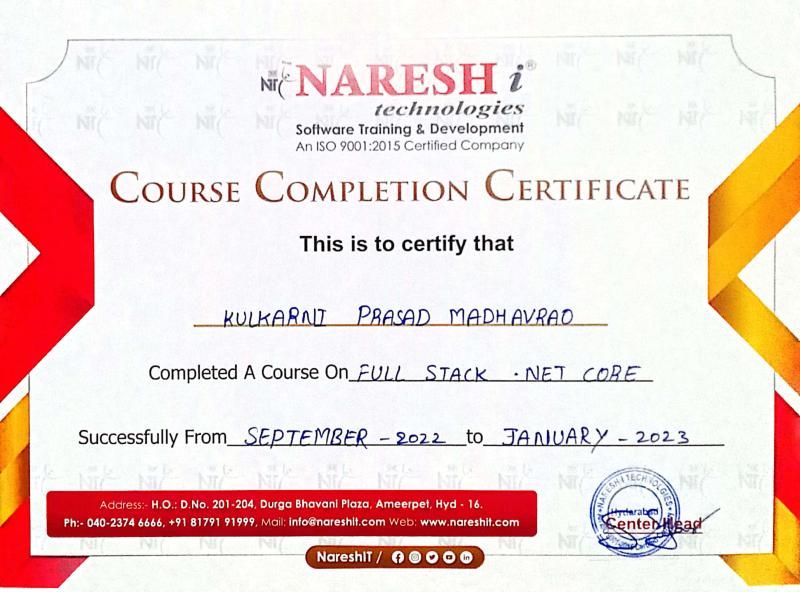 NARESH i®
technologies
Software Training & Development
An ISO 9001:2015 Certified Company
COURSE COMPLETION CERTIFICATE
This is to certify that
KULKARNI PRASAD MADHAVRAO
Completed A Course On FULL STACK .NET CORE
Successfully From SEPTEMBER - 2022 to JANUARY - 2023
Address:- H.O.: D.No. 201-204, Durga Bhavani Plaza, Ameerpet, Hyd - 16.
Ph:- 040-2374 6666, +91 81791 91999, Mail: info@nareshit.com Web: www.nareshit.com
NARESH I TECHNOLOGIES
Hyderabad
Center Head
NareshIT /